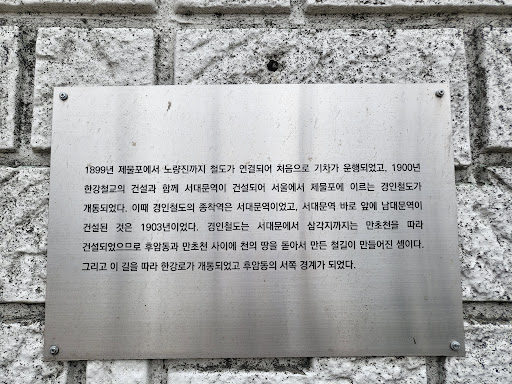 1899년 제물포에서 노량진까지 철도가 연결되어 처음으로 기차가 운행되었고, 1900년
한강철교의 건설과 함께 서대문역이 건설되어 서울에서 제물포에 이르는 경인철도가
개통되었다. 이때 경인철도의 종착역은 서대문역이었고, 서대문역 바로 앞에 남대문역이
건설된 것은 1903년이었다. 경인철도는 서대문에서 삼각지까지는 만초천을 따라
건설되었으므로 후암동과 만초천 사이에 천의 땅을 돋아서 만든 철길이 만들어진 셈이다.
그리고 이 길을 따라 한강로가 개통되었고 후암동의 서쪽 경계가 되었다.